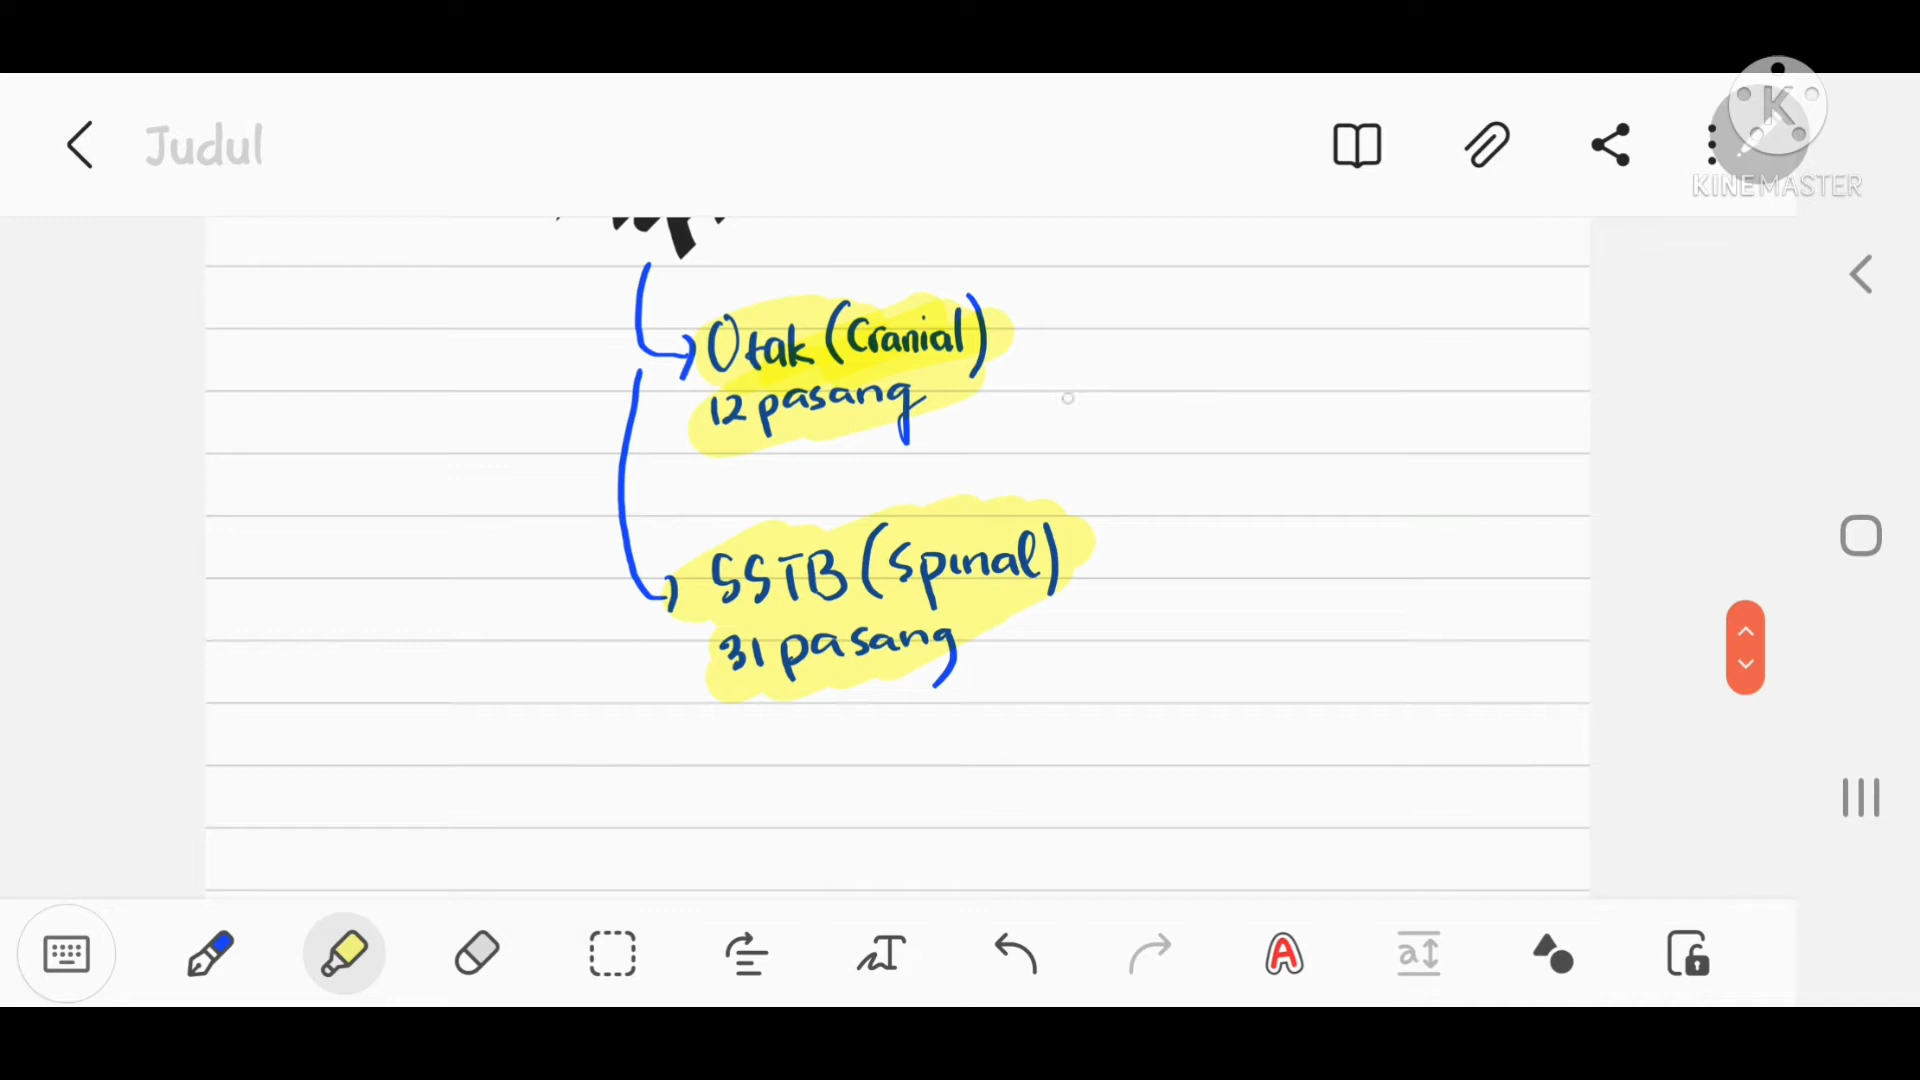 Judul
KINEMASTER
Otak (Cranial)
12 pasang
SSTB (Spinal)
31 pasang